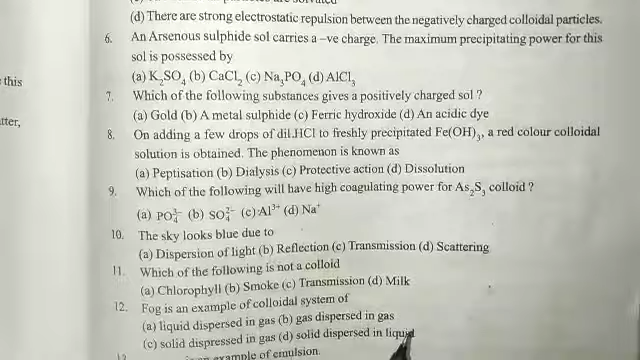 (d) There are strong electrostatic repulsion between the negatively charged colloidal particles.
6. An Arsenous sulphide sol carries a –ve charge. The maximum precipitating power for this
this
sol is possessed by
(a) K₂SO₄ (b) CaCl₂ (c) Na₃PO₄ (d) AlCl₃
7. Which of the following substances gives a positively charged sol ?
(a) Gold (b) A metal sulphide (c) Ferric hydroxide (d) An acidic dye
8. On adding a few drops of dil.HCl to freshly precipitated Fe(OH)₃, a red colour colloidal
solution is obtained. The phenomenon is known as
(a) Peptisation (b) Dialysis (c) Protective action (d) Dissolution
9. Which of the following will have high coagulating power for As₂S₃ colloid ?
(a) PO₄³⁻ (b) SO₄²⁻ (c) Al³⁺ (d) Na⁺
10. The sky looks blue due to
(a) Dispersion of light (b) Reflection (c) Transmission (d) Scattering
11. Which of the following is not a colloid
(a) Chlorophyll (b) Smoke (c) Transmission (d) Milk
12. Fog is an example of colloidal system of
(a) liquid dispersed in gas (b) gas dispersed in gas
(c) solid dispressed in gas (d) solid dispersed in liquid
example of emulsion.